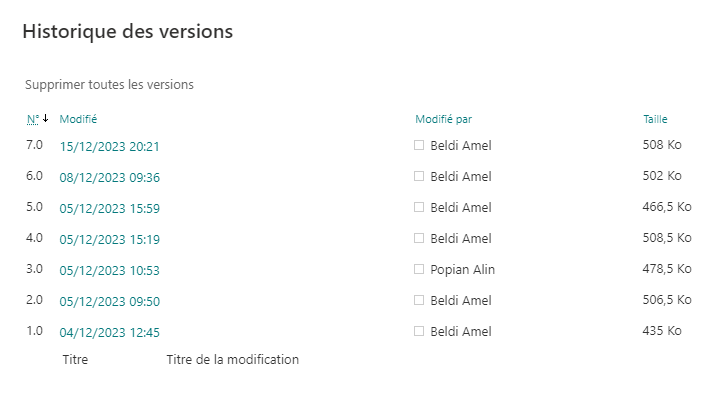 Historique des versions
Supprimer toutes les versions
N° ↓ Modifié Modifié par Taille
7.0 15/12/2023 20:21 Beldi Amel 508 Ko
6.0 08/12/2023 09:36 Beldi Amel 502 Ko
5.0 05/12/2023 15:59 Beldi Amel 466,5 Ko
4.0 05/12/2023 15:19 Beldi Amel 508,5 Ko
3.0 05/12/2023 10:53 Popian Alin 478,5 Ko
2.0 05/12/2023 09:50 Beldi Amel 506,5 Ko
1.0 04/12/2023 12:45 Beldi Amel 435 Ko
Titre Titre de la modification